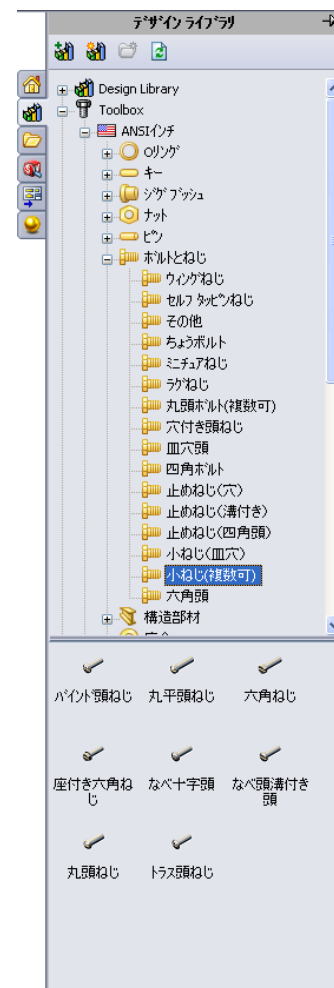 デザイン ライブラリ
Design Library
Toolbox
ANSIインチ
Oリング
キー
ジグ ブッシュ
ナット
ピン
ボルトとねじ
ウィングねじ
セルフ タッピンねじ
その他
ちょうボルト
ミニチュアねじ
ラグねじ
丸頭ボルト(複数可)
穴付き頭ねじ
皿穴頭
四角ボルト
止めねじ(穴)
止めねじ(溝付き)
止めねじ(四角頭)
小ねじ(皿穴)
小ねじ(複数可)
六角頭
構造部材
バインド頭ねじ 丸平頭ねじ 六角ねじ
座付き六角ね なべ十字頭 なべ頭溝付き
じ 頭
丸頭ねじ トラス頭ねじ